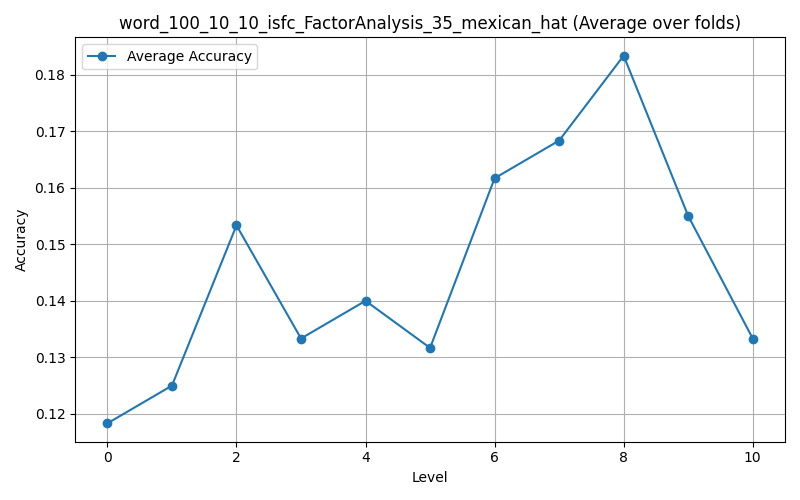 word_100_10_10_isfc_FactorAnalysis_35_mexican_hat (Average over folds)
Average Accuracy
0.18
0.17
0.16
0.15
0.14
0.13
0.12
Accuracy
0 2 4 6 8 10
Level